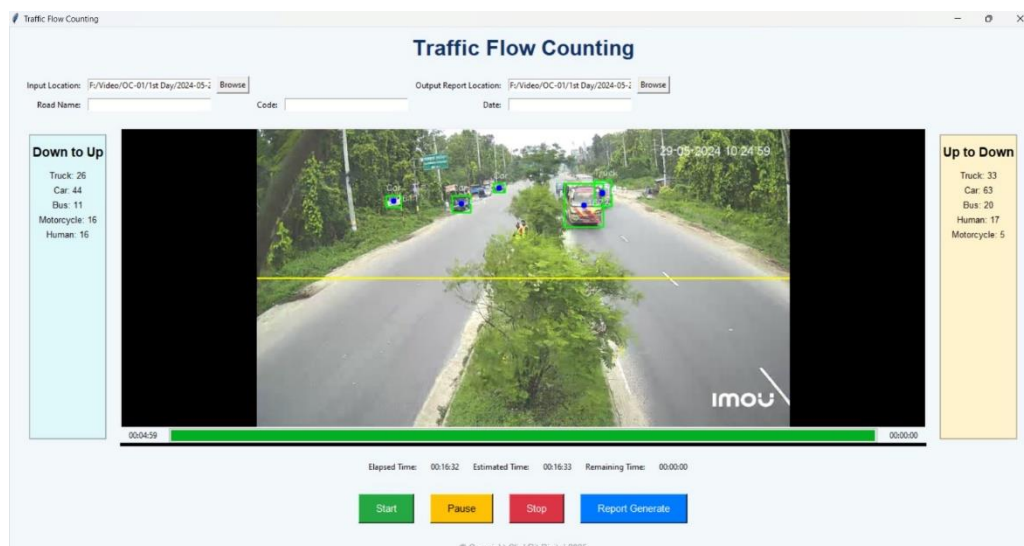 Traffic Flow Counting
Traffic Flow Counting
Input Location: F:/Video/OC-01/1st Day/2024-05-2 Browse Output Report Location: F:/Video/OC-01/1st Day/2024-05-2 Browse
Road Name: Code: Date:
Down to Up
Truck: 26
Car: 44
Bus: 11
Motorcycle: 16
Human: 16
29-05-2024 10:24:59
Car
Car
Truck
imou
Up to Down
Truck: 33
Car: 63
Bus: 20
Human: 17
Motorcycle: 5
00:04:59 00:00:00
Elapsed Time: 00:16:32 Estimated Time: 00:16:33 Remaining Time: 00:00:00
Start Pause Stop Report Generate